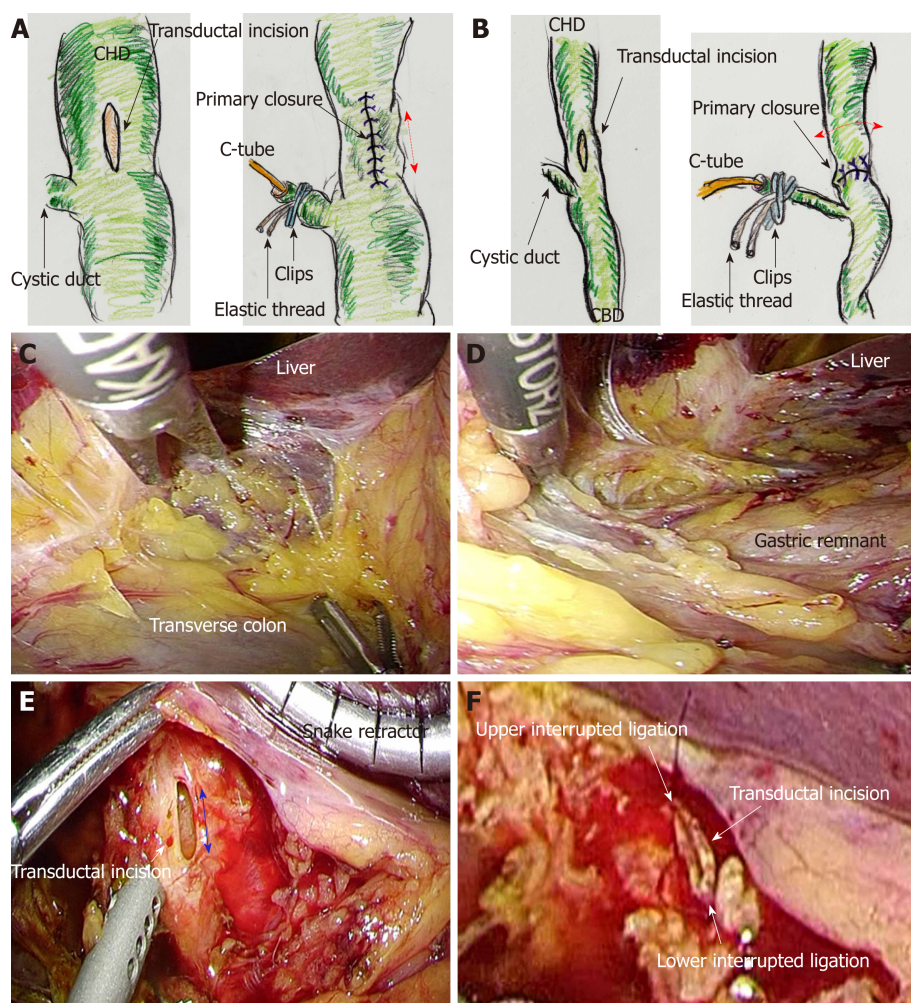 A
Transductal incision
CHD
Primary closure
C-tube
Cystic duct
Clips
Elastic thread
B
CHD
Transductal incision
Primary closure
C-tube
Cystic duct
Clips
Elastic thread
CBD
C
Liver
Transverse colon
D
Liver
Gastric remnant
E
Snake retractor
Transductal incision
F
Upper interrupted ligation
Transductal incision
Lower interrupted ligation